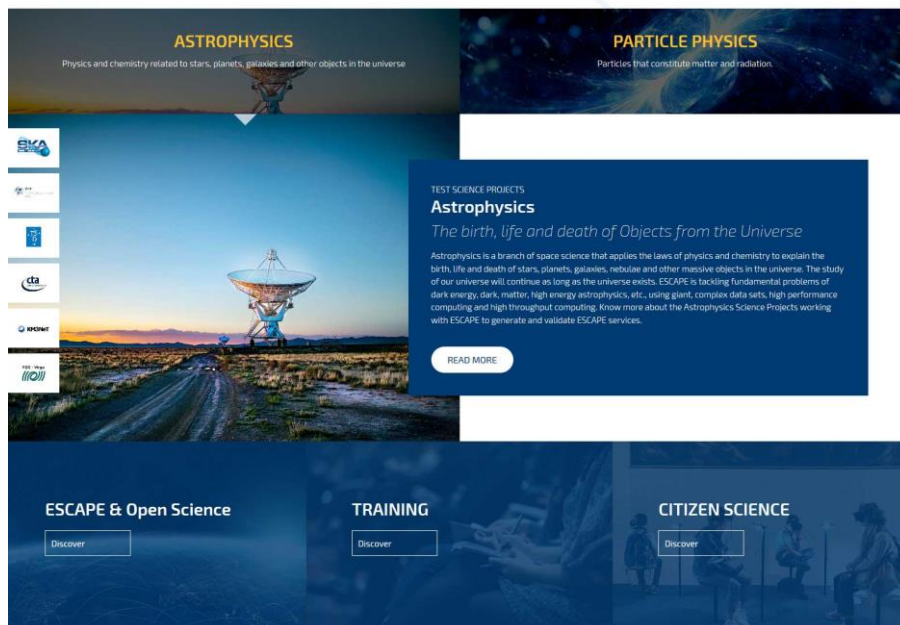 ASTROPHYSICS
Physics and chemistry related to stars, planets, galaxies and other objects in the universe
PARTICLE PHYSICS
Particles that constitute matter and radiation.
SKA
cta
KM3NeT
TEST SCIENCE PROJECTS
Astrophysics
The birth, life and death of Objects from the Universe
Astrophysics is a branch of space science that applies the laws of physics and chemistry to explain the
birth, life and death of stars, planets, galaxies, nebulae and other massive objects in the universe. The study
of our universe will continue as long as the universe exists. ESCAPE is tackling fundamental problems of
dark energy, dark, matter, high energy astrophysics, etc., using giant, complex data sets, high performance
computing and high throughput computing. Know more about the Astrophysics Science Projects working
with ESCAPE to generate and validate ESCAPE services.
READ MORE
ESCAPE & Open Science
Discover
TRAINING
Discover
CITIZEN SCIENCE
Discover